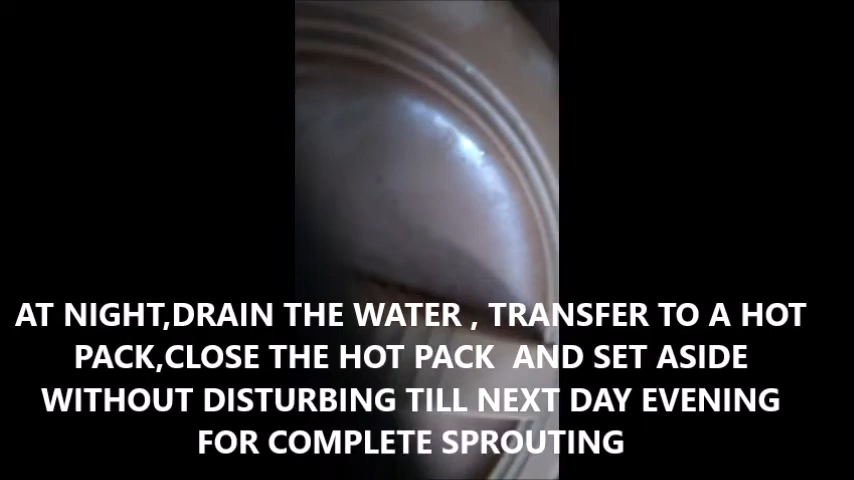 AT NIGHT,DRAIN THE WATER , TRANSFER TO A HOT
PACK,CLOSE THE HOT PACK  AND SET ASIDE
WITHOUT DISTURBING TILL NEXT DAY EVENING
FOR COMPLETE SPROUTING